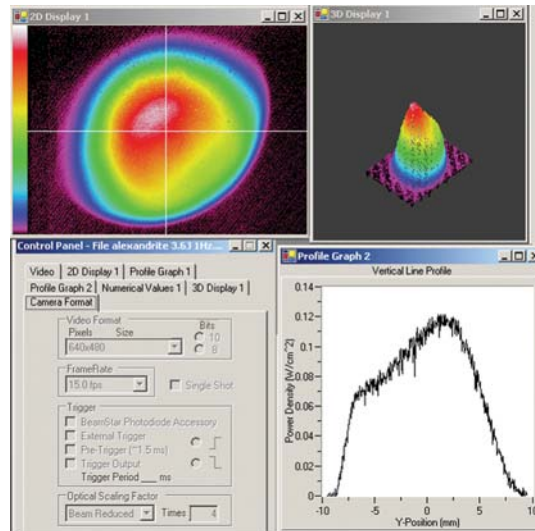 2D Display 1
3D Display 1
Control Panel - File alexandrite 3.6J 1Hz...
Video
2D Display 1
Profile Graph 1
Profile Graph 2
Numerical Values 1
3D Display 1
Camera Format
Video Format
Pixels Size
Bits
640x480
10
8
FrameRate
15.0 fps
Single Shot
Trigger
BeamStar Photodiode Accessory
External Trigger
Pre-Trigger (~1.5 ms)
Trigger Output
Trigger Period ___ ms
Optical Scaling Factor
Beam Reduced
Times
4
Profile Graph 2
Vertical Line Profile
Power Density (W/cm^2)
0.14
0.12
0.10
0.08
0.06
0.04
0.02
0
-10
-5
0
5
10
Y-Position (mm)